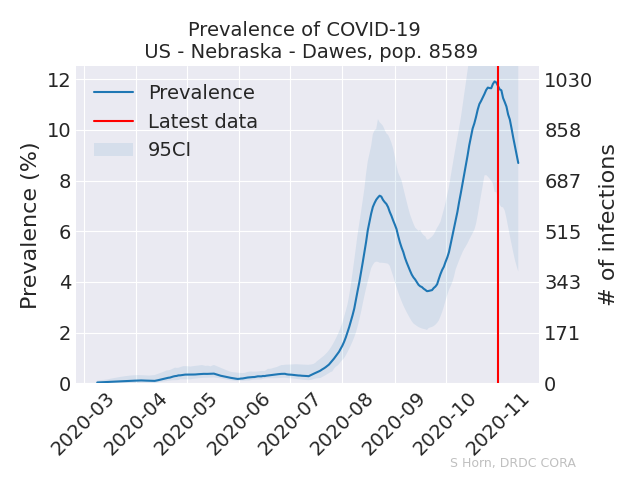 Prevalence of COVID-19
US - Nebraska - Dawes, pop. 8589
Prevalence
Latest data
95CI
Prevalence (%)
12
10
8
6
4
2
0
# of infections
1030
858
687
515
343
171
0
2020-03
2020-04
2020-05
2020-06
2020-07
2020-08
2020-09
2020-10
2020-11
S Horn, DRDC CORA